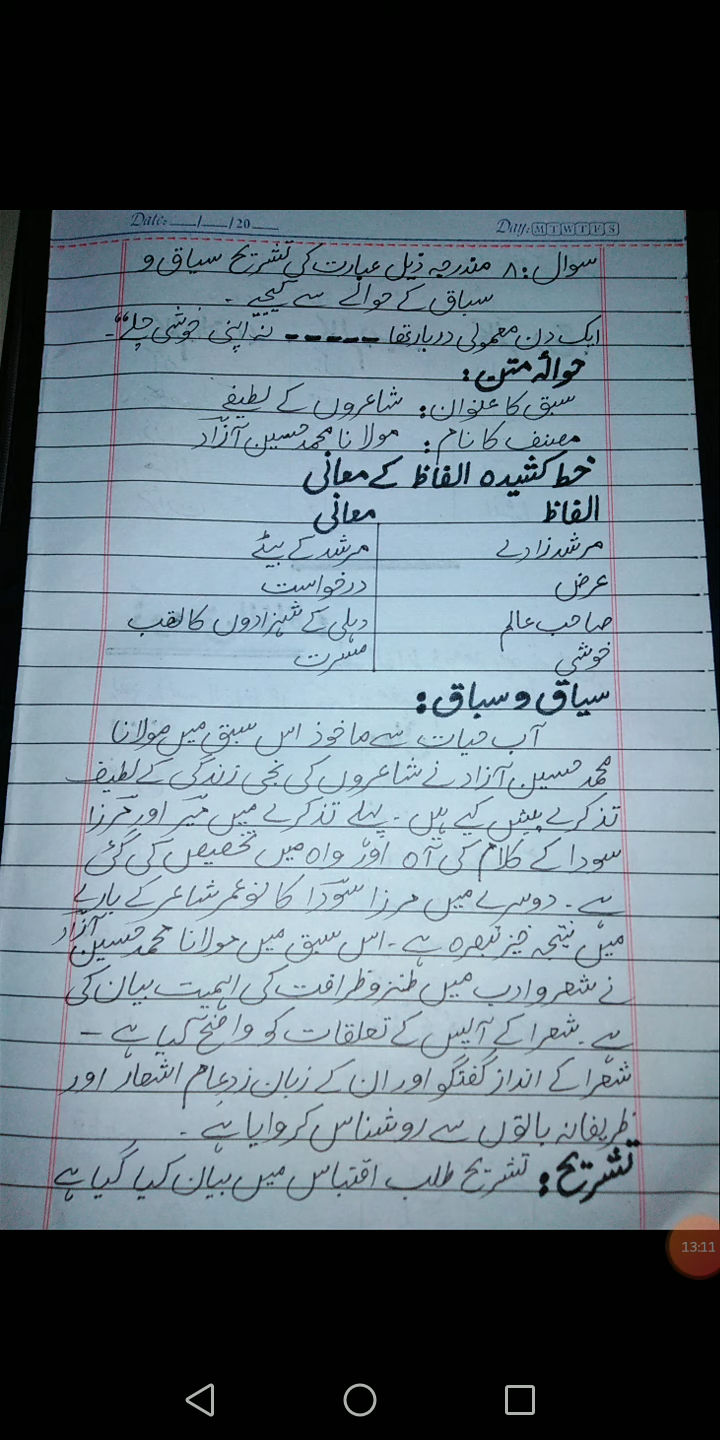 Date:___/___/20___ Day: M T W T F S
سوال:۸ مندرجہ ذیل عبارت کی تشریح سیاق و
سباق کے حوالے سے کیجیے۔
ایک دن معمولی دربار تھا ----- نہ اپنی خوشی چلے“۔
حوالۂ متن:
سبق کا عنوان: شاعروں کے لطیفے
مصنف کا نام: مولانا محمد حسین آزاد
خط کشیدہ الفاظ کے معانی
الفاظ معانی
مرشدزادے مرشد کے بیٹے
عرض درخواست
صاحب عالم دہلی کے شہزادوں کا لقب
خوشی مسرت
سیاق و سباق:
آب حیات سے ماخوذ اس سبق میں مولانا
محمد حسین آزاد نے شاعروں کی نجی زندگی کے لطیف
تذکرے پیش کیے ہیں۔ پہلے تذکرے میں میر اور مرزا
سودا کے کلام کی آہ اور واہ میں تخصیص کی گئی
ہے۔ دوسرے میں مرزا سودا کا نو عمر شاعر کے بارے
میں نتیجہ خیز تبصرہ ہے۔ اس سبق میں مولانا محمد حسین آزاد
نے شعر و ادب میں طنز و ظرافت کی اہمیت بیان کی
ہے۔ شعرا کے آپس کے تعلقات کو واضح کیا ہے۔
شعرا کے انداز گفتگو اور ان کے زبان زدِعام اشعار اور
ظریفانہ باتوں سے روشناس کروایا ہے۔
تشریح: تشریح طلب اقتباس میں بیان کیا گیا ہے
13:11